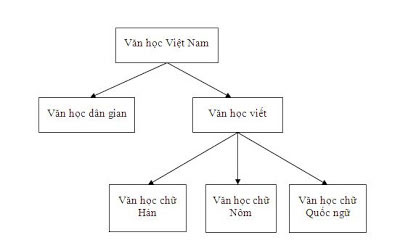 Văn học Việt Nam
Văn học dân gian
Văn học viết
Văn học chữ
Hán
Văn học chữ
Nôm
Văn học chữ
Quốc ngữ